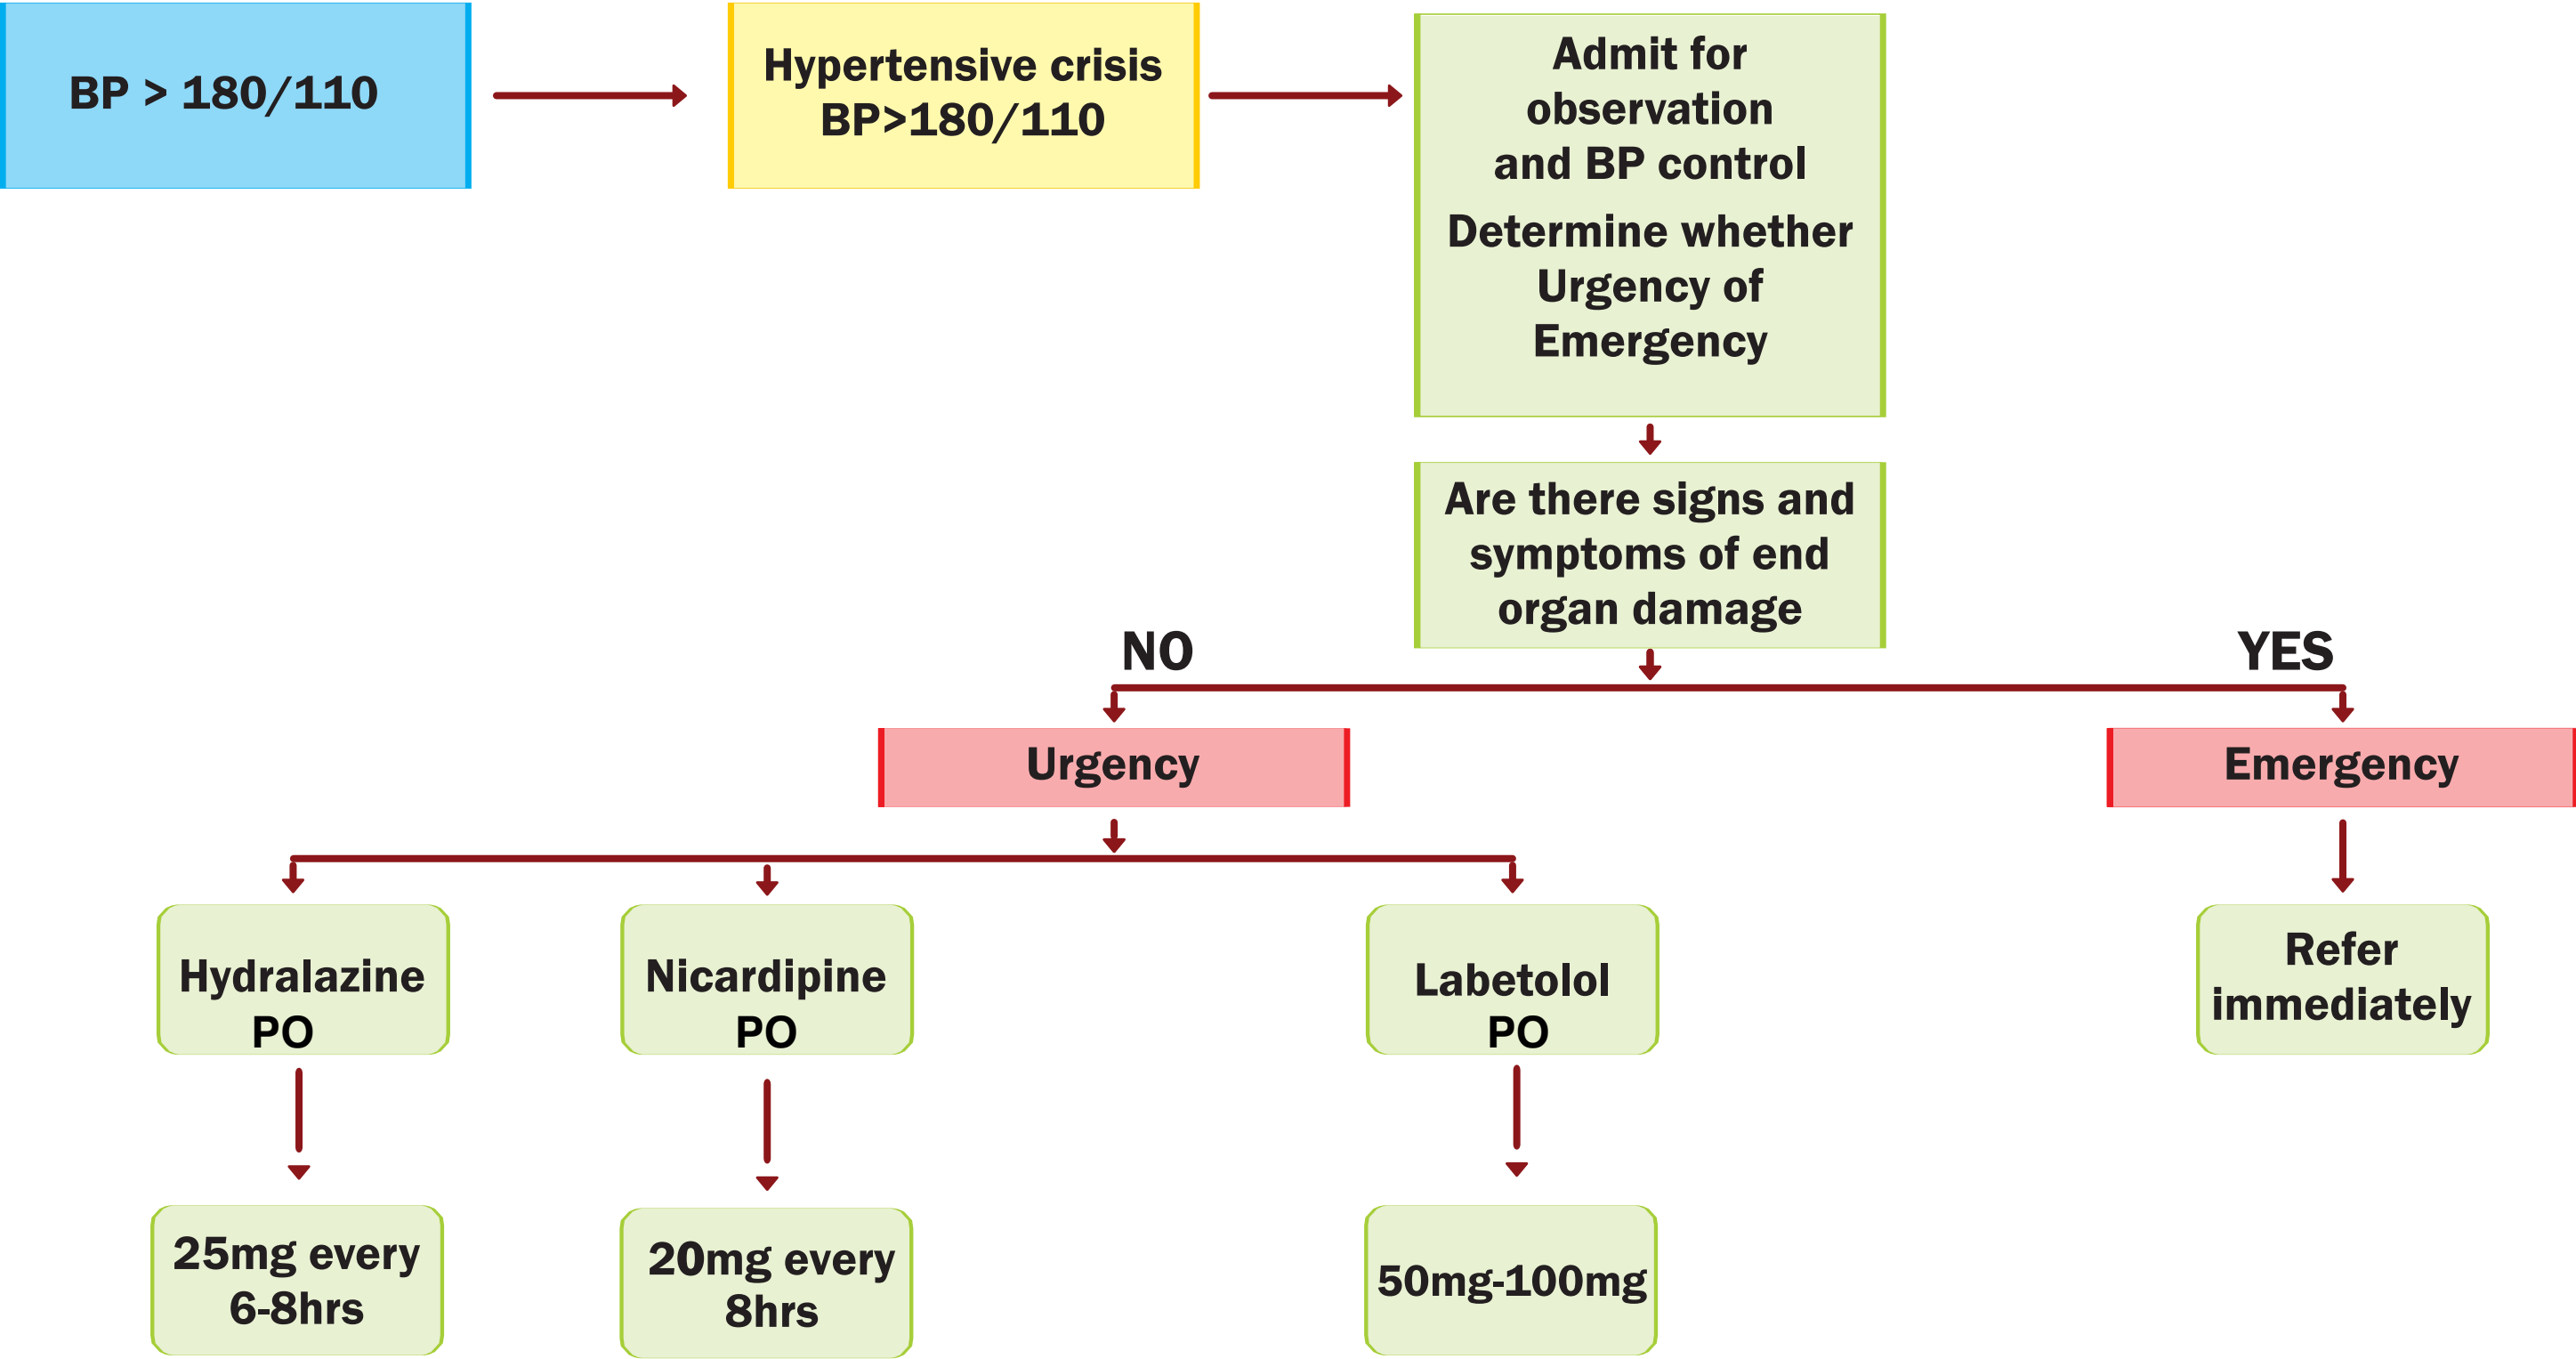 BP > 180/110
Hypertensive crisis
BP>180/110
Admit for
observation
and BP control
Determine whether
Urgency of
Emergency
Are there signs and
symptoms of end
organ damage
NO
YES
Urgency
Emergency
Hydralazine
PO
Nicardipine
PO
Labetolol
PO
Refer
immediately
25mg every
6-8hrs
20mg every
8hrs
50mg-100mg